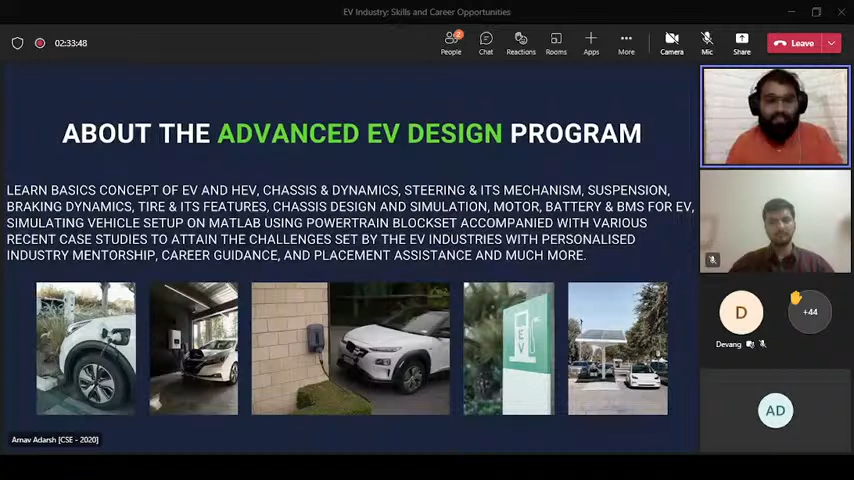 EV Industry: Skills and Career Opportunities
02:33:48
2
People
Chat
Reactions
Rooms
Apps
More
Camera
Mic
Share
Leave
ABOUT THE ADVANCED EV DESIGN PROGRAM
LEARN BASICS CONCEPT OF EV AND HEV, CHASSIS & DYNAMICS, STEERING & ITS MECHANISM, SUSPENSION,
BRAKING DYNAMICS, TIRE & ITS FEATURES, CHASSIS DESIGN AND SIMULATION, MOTOR, BATTERY & BMS FOR EV,
SIMULATING VEHICLE SETUP ON MATLAB USING POWERTRAIN BLOCKSET ACCOMPANIED WITH VARIOUS
RECENT CASE STUDIES TO ATTAIN THE CHALLENGES SET BY THE EV INDUSTRIES WITH PERSONALISED
INDUSTRY MENTORSHIP, CAREER GUIDANCE, AND PLACEMENT ASSISTANCE AND MUCH MORE.
EV
D
+44
Devang
AD
Arnav Adarsh [CSE - 2020]